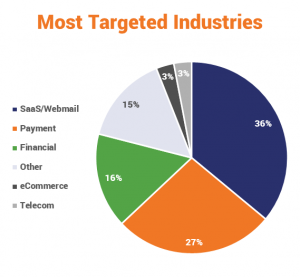 Most Targeted Industries
SaaS/Webmail
Payment
Financial
Other
eCommerce
Telecom
36%
27%
16%
15%
3%
3%